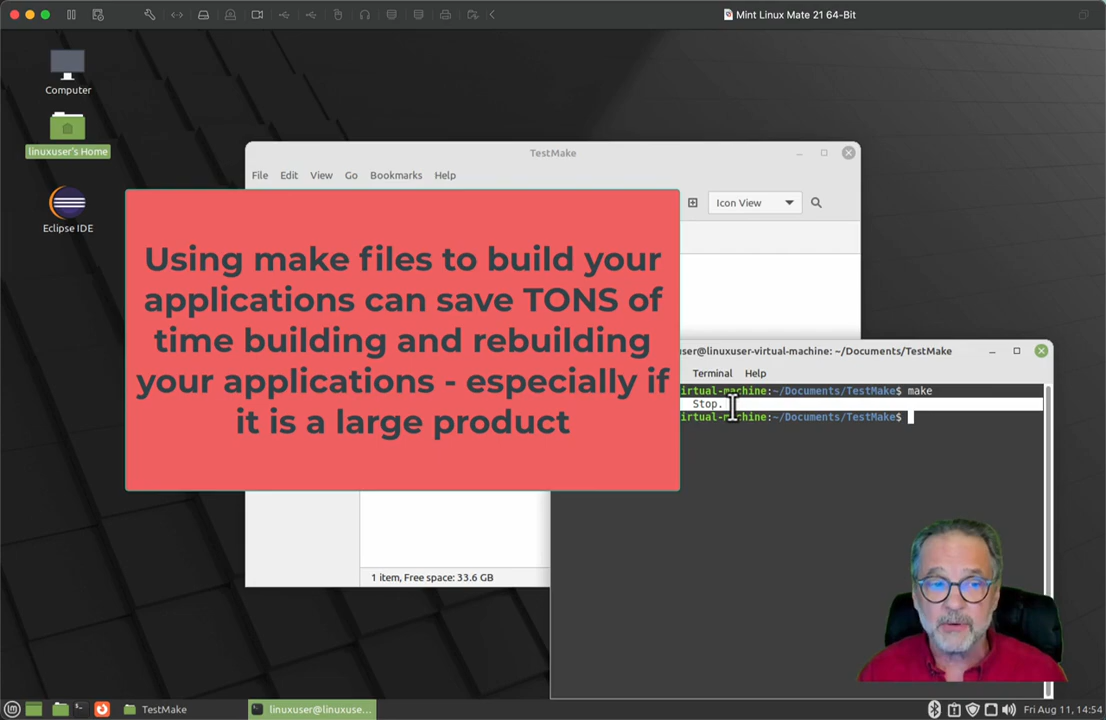 Mint Linux Mate 21 64-Bit
Computer
linuxuser's Home
Eclipse IDE
TestMake
File Edit View Go Bookmarks Help
Icon View
Using make files to build your
applications can save TONS of
time building and rebuilding
your applications - especially if
it is a large product
user@linuxuser-virtual-machine: ~/Documents/TestMake
Terminal Help
irtual-machine:~/Documents/TestMake$ make
Stop.
irtual-machine:~/Documents/TestMake$
1 item, Free space: 33.6 GB
TestMake
linuxuser@linuxuse...
Fri Aug 11, 14:54